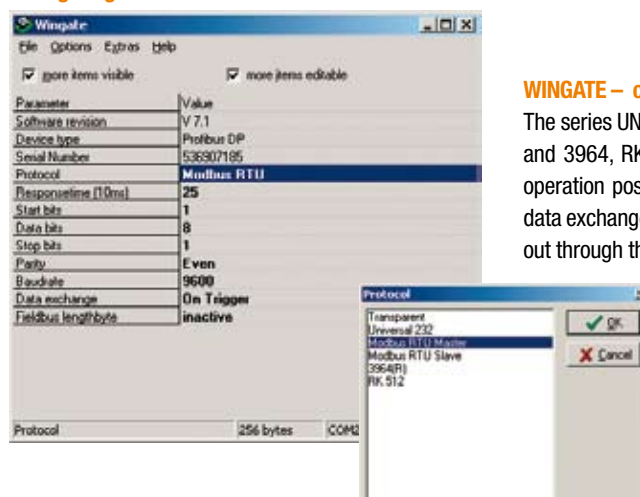 Wingate
File Options Extras Help
more items visible more items editable
Parameter Value
Software revision V 7.1
Device type Profibus DP
Serial Number 536907185
Protocol Modbus RTU
Responsetime (10ms) 25
Start bits 1
Data bits 8
Stop bits 1
Parity Even
Baudrate 9600
Data exchange On Trigger
Fieldbus lengthbyte inactive
Protocol 256 bytes COM2
WINGATE –
The series UN
and 3964, RK
operation pos
data exchange
out through th
Protocol
Transparent
Universal 232
Modbus RTU Master
Modbus RTU Slave
3964(R)
RK 512
OK
Cancel